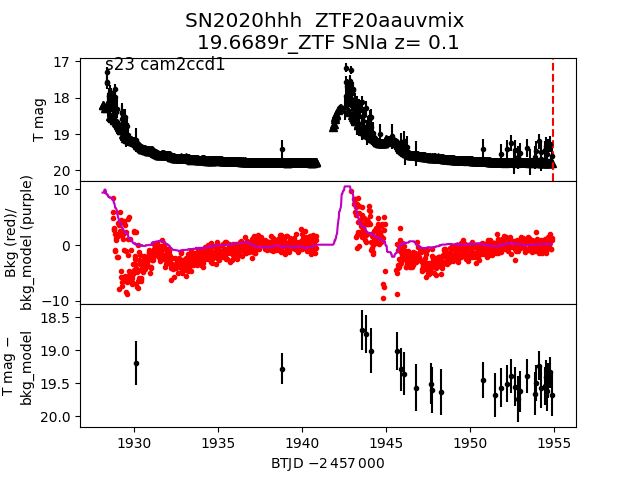 SN2020hhh ZTF20aauvmix
19.6689r_ZTF SNIa z= 0.1
s23 cam2ccd1
T mag
17
18
19
20
Bkg (red)/
bkg_model (purple)
10
0
−10
T mag −
bkg_model
18.5
19.0
19.5
20.0
1930
1935
1940
1945
1950
1955
BTJD −2 457 000